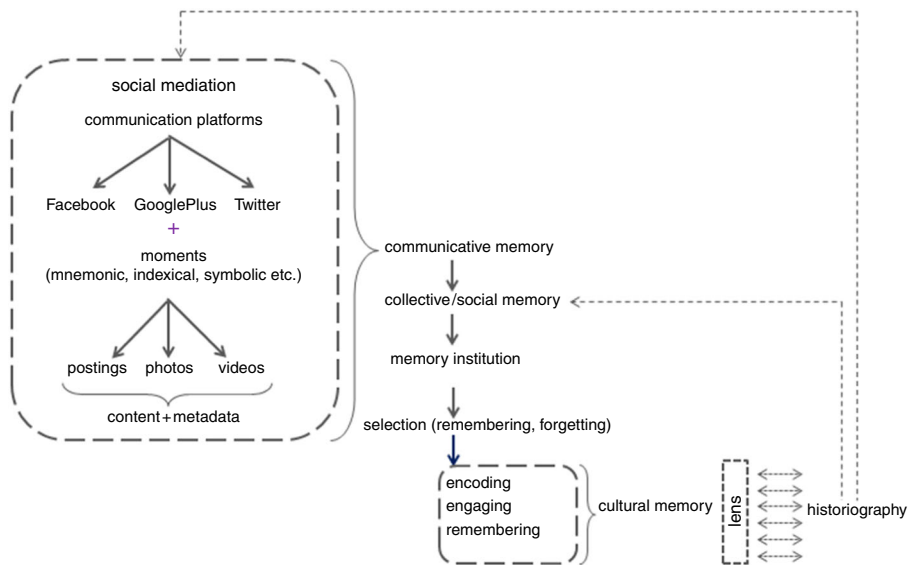 social mediation
communication platforms
Facebook GooglePlus Twitter
+
moments
(mnemonic, indexical, symbolic etc.)
postings photos videos
content+metadata
communicative memory
collective/social memory
memory institution
selection (remembering, forgetting)
encoding
engaging
remembering
cultural memory
lens
historiography